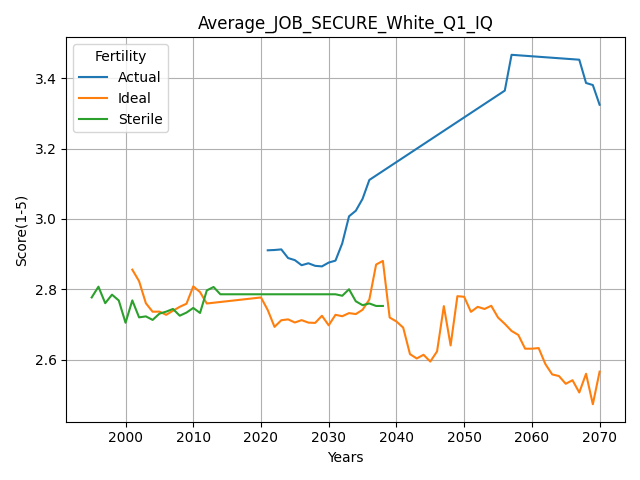 Average_JOB_SECURE_White_Q1_IQ
Fertility
Actual
Ideal
Sterile
Score(1-5)
3.4
3.2
3.0
2.8
2.6
2000 2010 2020 2030 2040 2050 2060 2070
Years